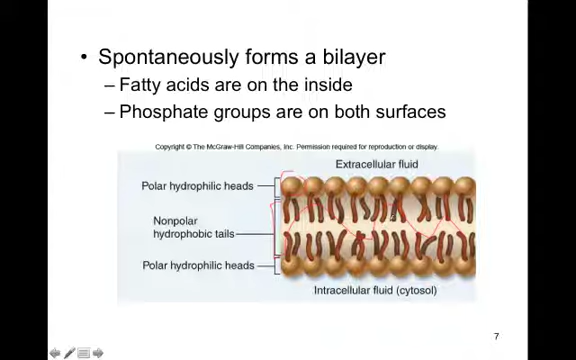 • Spontaneously forms a bilayer
– Fatty acids are on the inside
– Phosphate groups are on both surfaces
Copyright © The McGraw-Hill Companies, Inc. Permission required for reproduction or display.
Extracellular fluid
Polar hydrophilic heads
Nonpolar
hydrophobic tails
Polar hydrophilic heads
Intracellular fluid (cytosol)
7